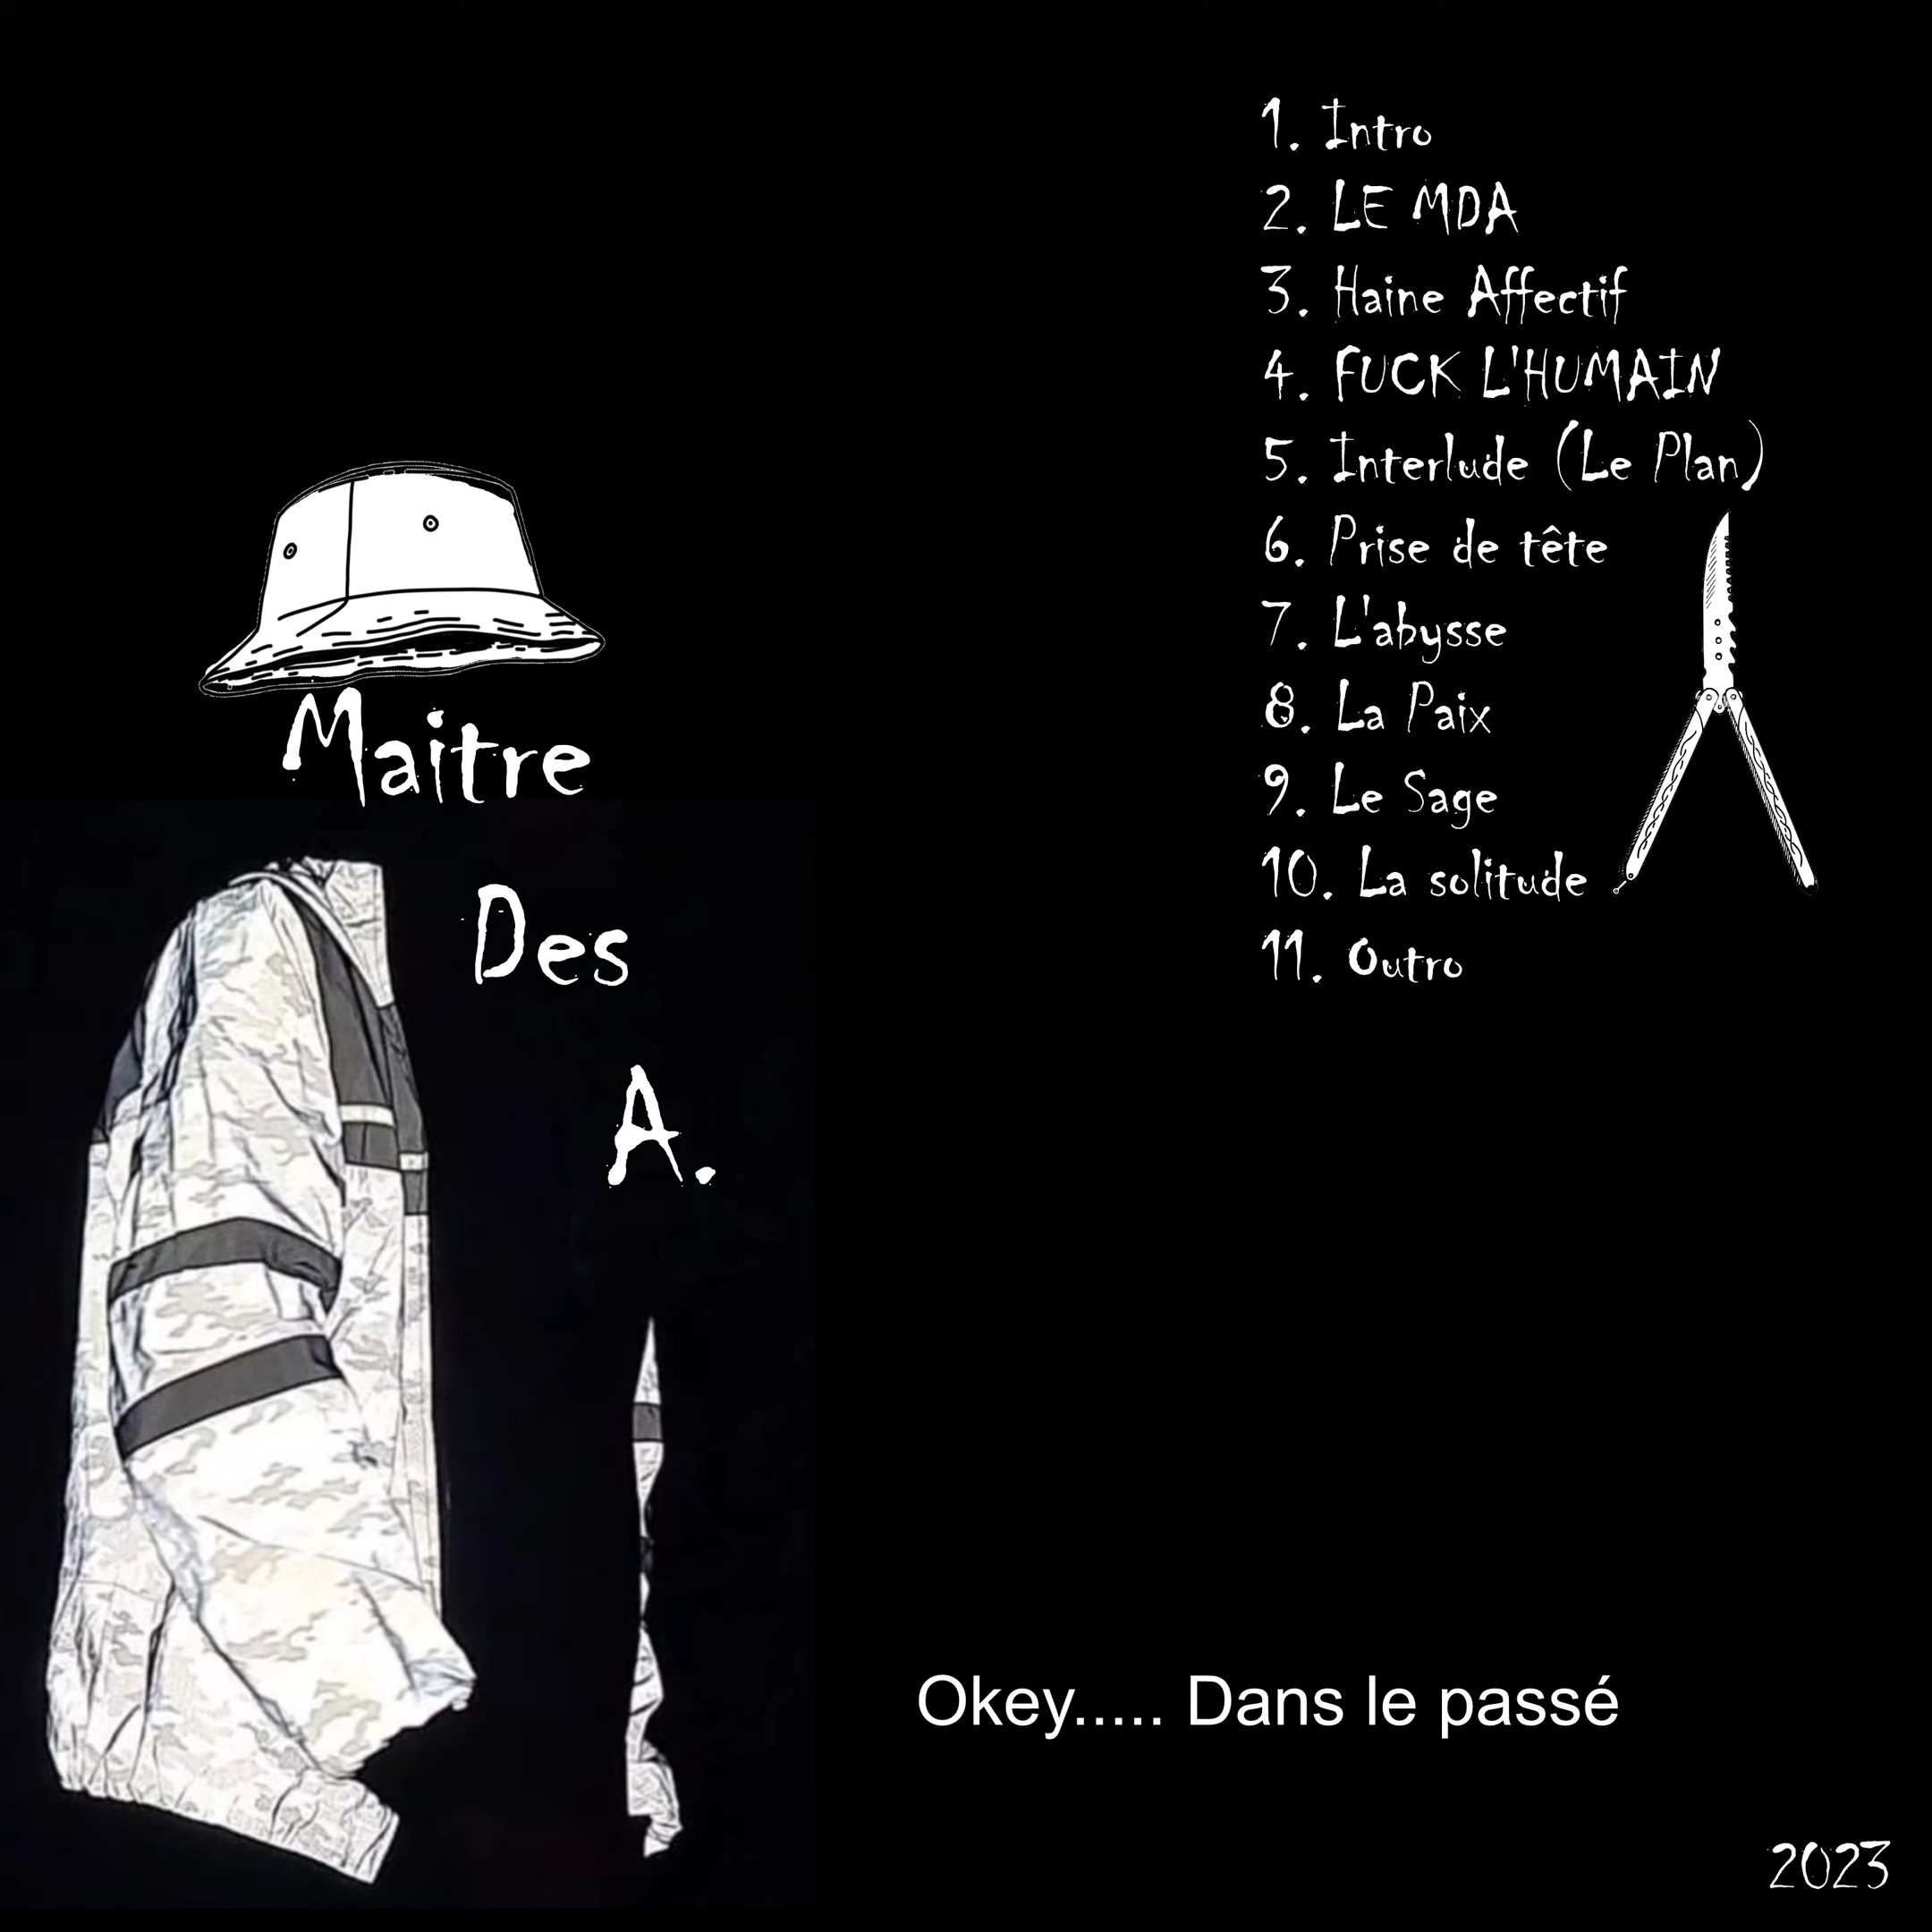 Maitre
Des
A.
1. Intro
2. LE MDA
3. Haine Affectif
4. FUCK L'HUMAIN
5. Interlude (Le Plan)
6. Prise de tête
7. L'abysse
8. La Paix
9. Le Sage
10. La solitude
11. Outro
Okey..... Dans le passé
2023